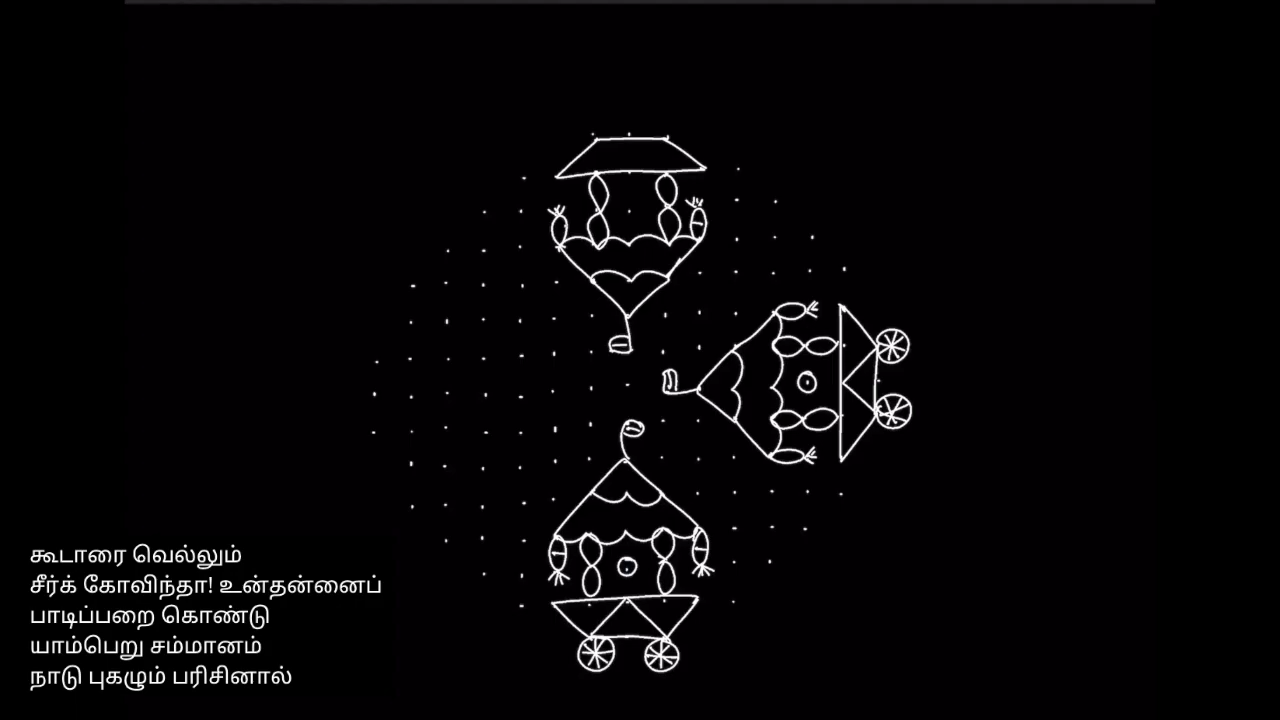 கூடாரை வெல்லும்
சீர்க் கோவிந்தா! உன்தன்னைப்
பாடிப்பறை கொண்டு
யாம்பெறு சம்மானம்
நாடு புகழும் பரிசினால்